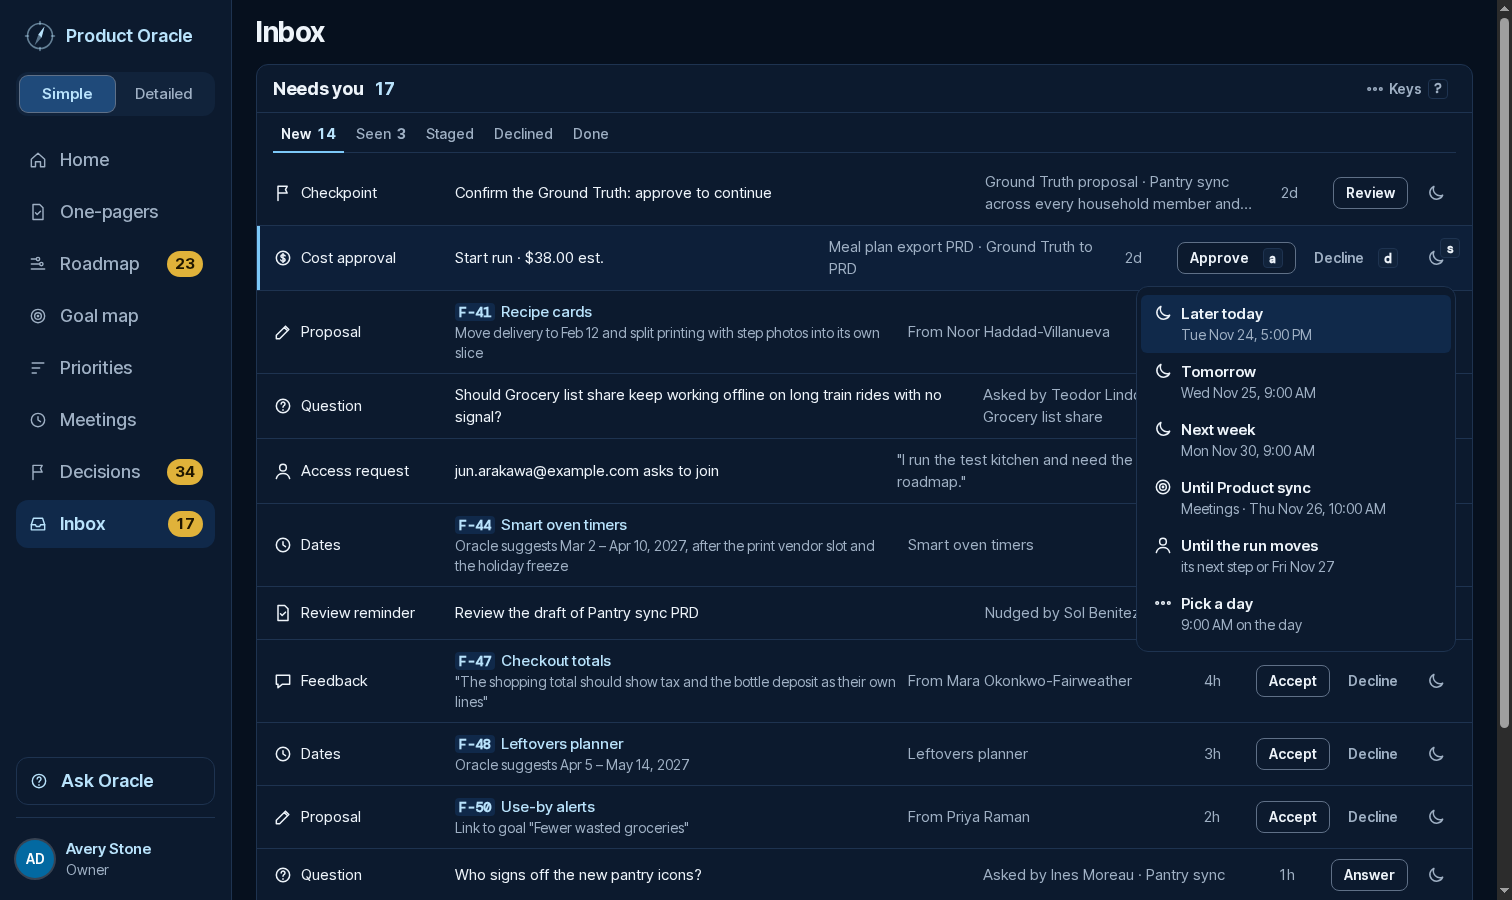 Product Oracle
Simple
Detailed
Home
One-pagers
Roadmap 23
Goal map
Priorities
Meetings
Decisions 34
Inbox 17
Ask Oracle
AD
Avery Stone
Owner
Inbox
Needs you 17
Keys ?
New 14 Seen 3 Staged Declined Done
Checkpoint
Confirm the Ground Truth: approve to continue
Ground Truth proposal · Pantry sync
across every household member and...
2d
Review
Cost approval
Start run · $38.00 est.
Meal plan export PRD · Ground Truth to
PRD
2d
Approve a
Decline d
s
Proposal
F-41 Recipe cards
Move delivery to Feb 12 and split printing with step photos into its own
slice
From Noor Haddad-Villanueva
Question
Should Grocery list share keep working offline on long train rides with no
signal?
Asked by Teodor
Grocery list share
Access request
jun.arakawa@example.com asks to join
"I run the test kitchen and need the
roadmap."
Dates
F-44 Smart oven timers
Oracle suggests Mar 2 – Apr 10, 2027, after the print vendor slot and
the holiday freeze
Smart oven timers
Review reminder
Review the draft of Pantry sync PRD
Nudged by Sol Benitez
Later today
Tue Nov 24, 5:00 PM
Tomorrow
Wed Nov 25, 9:00 AM
Next week
Mon Nov 30, 9:00 AM
Until Product sync
Meetings · Thu Nov 26, 10:00 AM
Until the run moves
its next step or Fri Nov 27
Pick a day
9:00 AM on the day
Feedback
F-47 Checkout totals
"The shopping total should show tax and the bottle deposit as their own
lines"
From Mara Okonkwo-Fairweather
4h
Accept
Decline
Dates
F-48 Leftovers planner
Oracle suggests Apr 5 – May 14, 2027
Leftovers planner
3h
Accept
Decline
Proposal
F-50 Use-by alerts
Link to goal "Fewer wasted groceries"
From Priya Raman
2h
Accept
Decline
Question
Who signs off the new pantry icons?
Asked by Ines Moreau · Pantry sync
1h
Answer